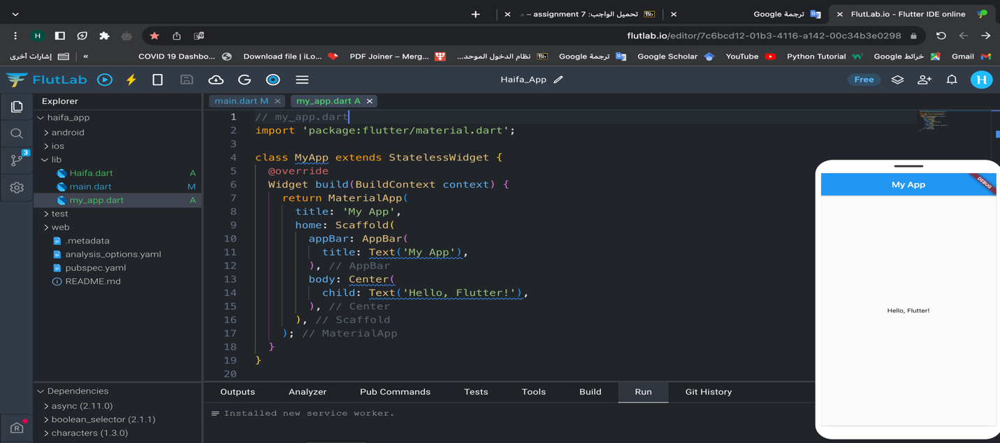 تحميل الواجب: assignment 7 – ه...
ترجمة Google
FlutLab.io - Flutter IDE online
H
flutlab.io/editor/7c6bcd12-01b3-4116-a142-00c34b3e0298
إشارات أخرى
«
COVID 19 Dashbo...
Download file | iLo...
PDF Joiner – Merg...
نظام الدخول الموحد...
ترجمة Google
Google Scholar
YouTube
Python Tutorial
خرائط Google
Gmail
FlutLab
Haifa_App
Free
H
Explorer
haifa_app
android
ios
lib
Haifa.dart A
main.dart M
my_app.dart A
test
web
.metadata
analysis_options.yaml
pubspec.yaml
README.md
3
Dependencies
async (2.11.0)
boolean_selector (2.1.1)
characters (1.3.0)
main.dart M
my_app.dart A
1 // my_app.dart
2 import 'package:flutter/material.dart';
3
4 class MyApp extends StatelessWidget {
5 @override
6 Widget build(BuildContext context) {
7 return MaterialApp(
8 title: 'My App',
9 home: Scaffold(
10 appBar: AppBar(
11 title: Text('My App'),
12 ), // AppBar
13 body: Center(
14 child: Text('Hello, Flutter!'),
15 ), // Center
16 ), // Scaffold
17 ); // MaterialApp
18 }
19 }
20
My App
DEBUG
Hello, Flutter!
Outputs
Analyzer
Pub Commands
Tests
Tools
Build
Run
Git History
Installed new service worker.